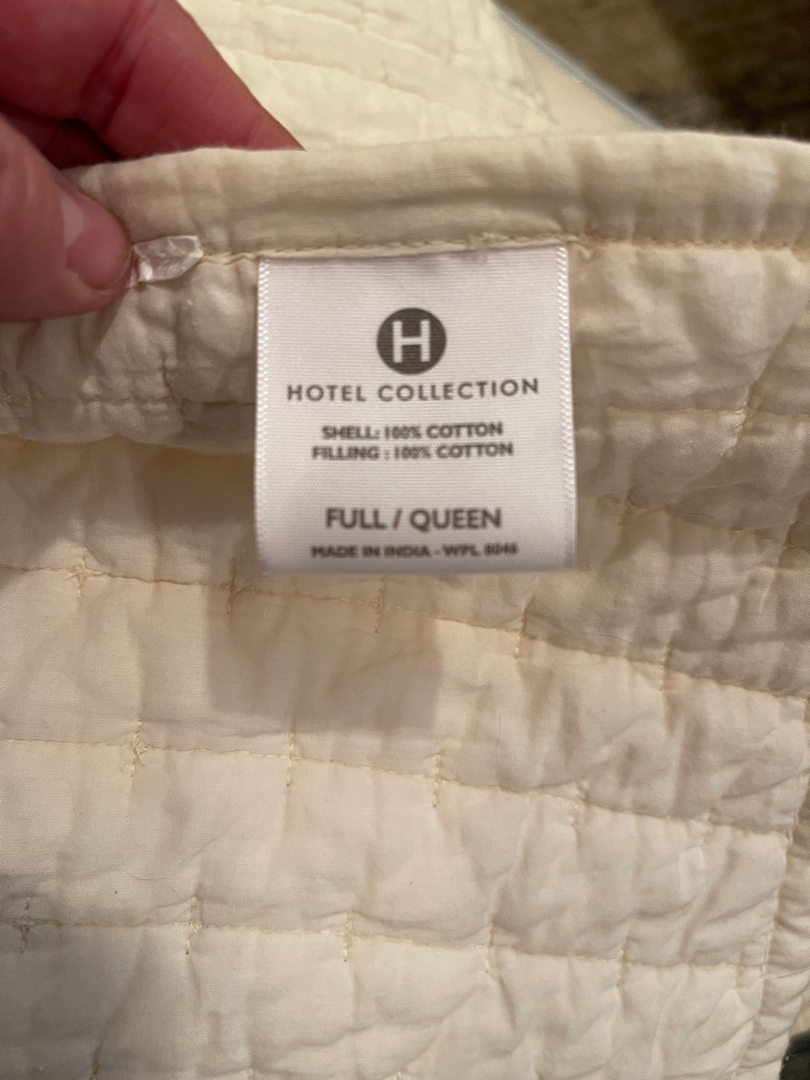 H
HOTEL COLLECTION
SHELL: 100% COTTON
FILLING : 100% COTTON
FULL / QUEEN
MADE IN INDIA - WPL